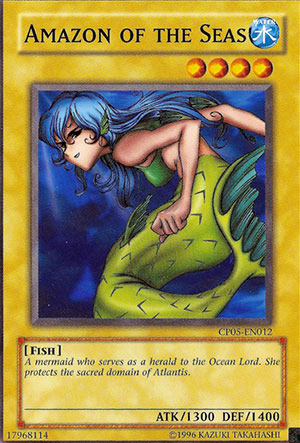 AMAZON OF THE SEAS
WATER
水
CP05-EN012
[FISH]
A mermaid who serves as a herald to the Ocean Lord. She
protects the sacred domain of Atlantis.
ATK/1300 DEF/1400
17968114
©1996 KAZUKI TAKAHASHI